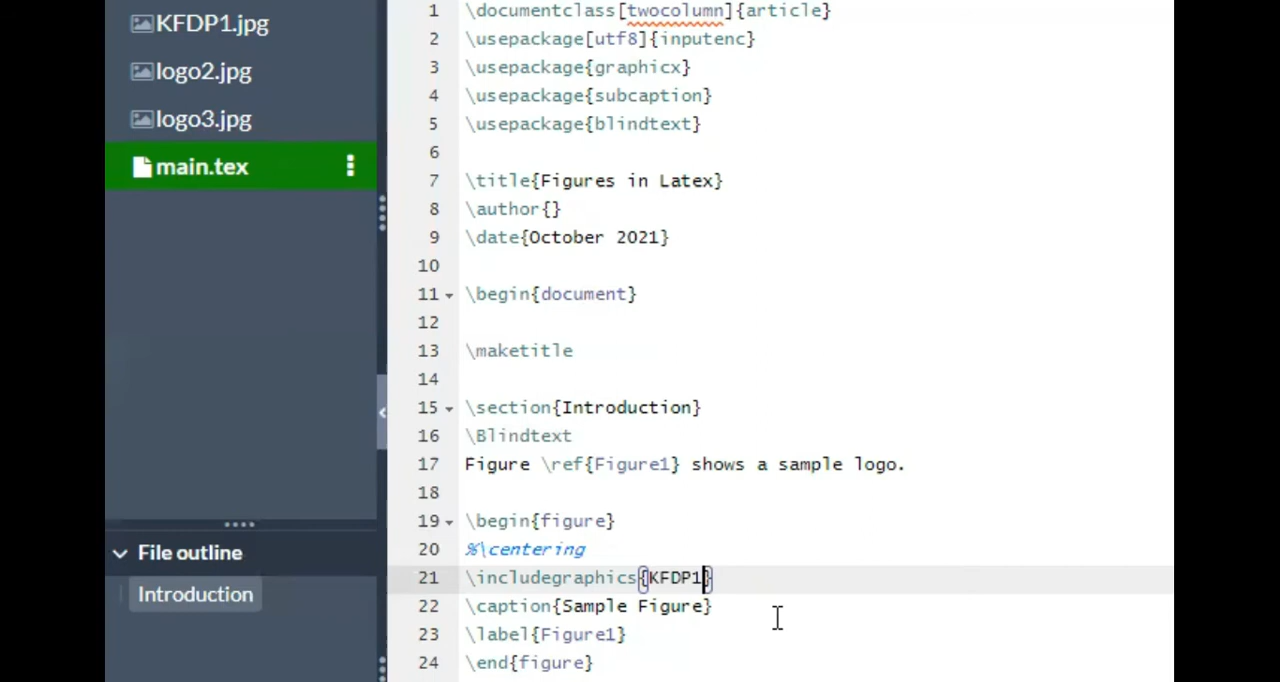 KFDP1.jpg
logo2.jpg
logo3.jpg
main.tex
File outline
Introduction
1 \documentclass[twocolumn]{article}
2 \usepackage[utf8]{inputenc}
3 \usepackage{graphicx}
4 \usepackage{subcaption}
5 \usepackage{blindtext}
6
7 \title{Figures in Latex}
8 \author{}
9 \date{October 2021}
10
11 \begin{document}
12
13 \maketitle
14
15 \section{Introduction}
16 \Blindtext
17 Figure \ref{Figure1} shows a sample logo.
18
19 \begin{figure}
20 %\centering
21 \includegraphics{KFDP1}
22 \caption{Sample Figure}
23 \label{Figure1}
24 \end{figure}